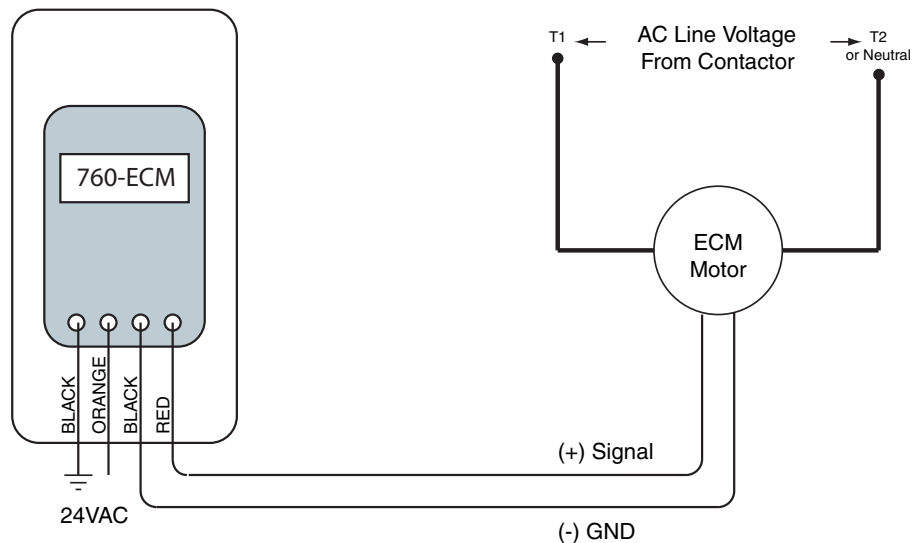 T1
AC Line Voltage
From Contactor
T2
or Neutral
760-ECM
ECM
Motor
BLACK
ORANGE
BLACK
RED
(+) Signal
24VAC
(-) GND